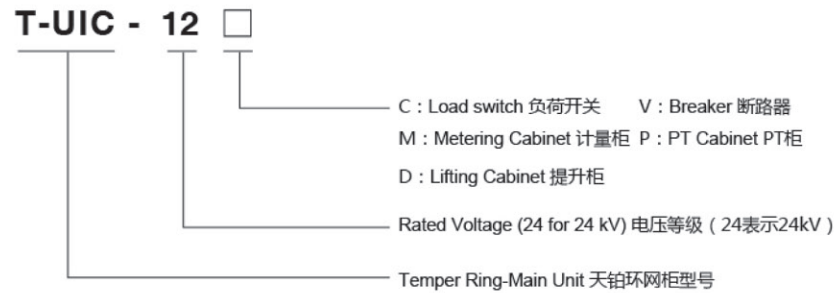 T-UIC - 12 □
C：Load switch 负荷开关 V：Breaker 断路器
M：Metering Cabinet 计量柜 P：PT Cabinet PT柜
D：Lifting Cabinet 提升柜
Rated Voltage (24 for 24 kV) 电压等级（24表示24kV）
Temper Ring-Main Unit 天铂环网柜型号